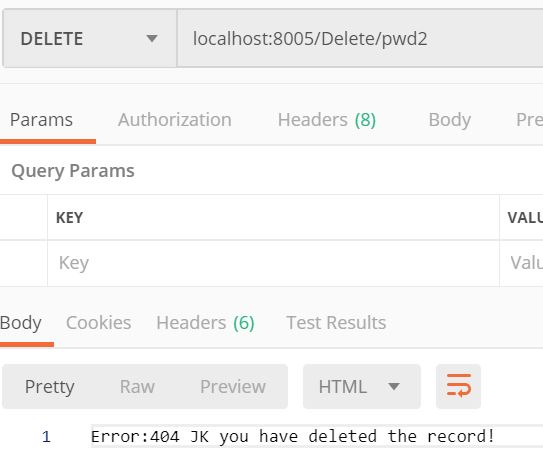 DELETE localhost:8005/Delete/pwd2
Params Authorization Headers (8) Body Pre
Query Params
KEY VALU
Key Valu
Body Cookies Headers (6) Test Results
Pretty Raw Preview HTML
1 Error:404 JK you have deleted the record!